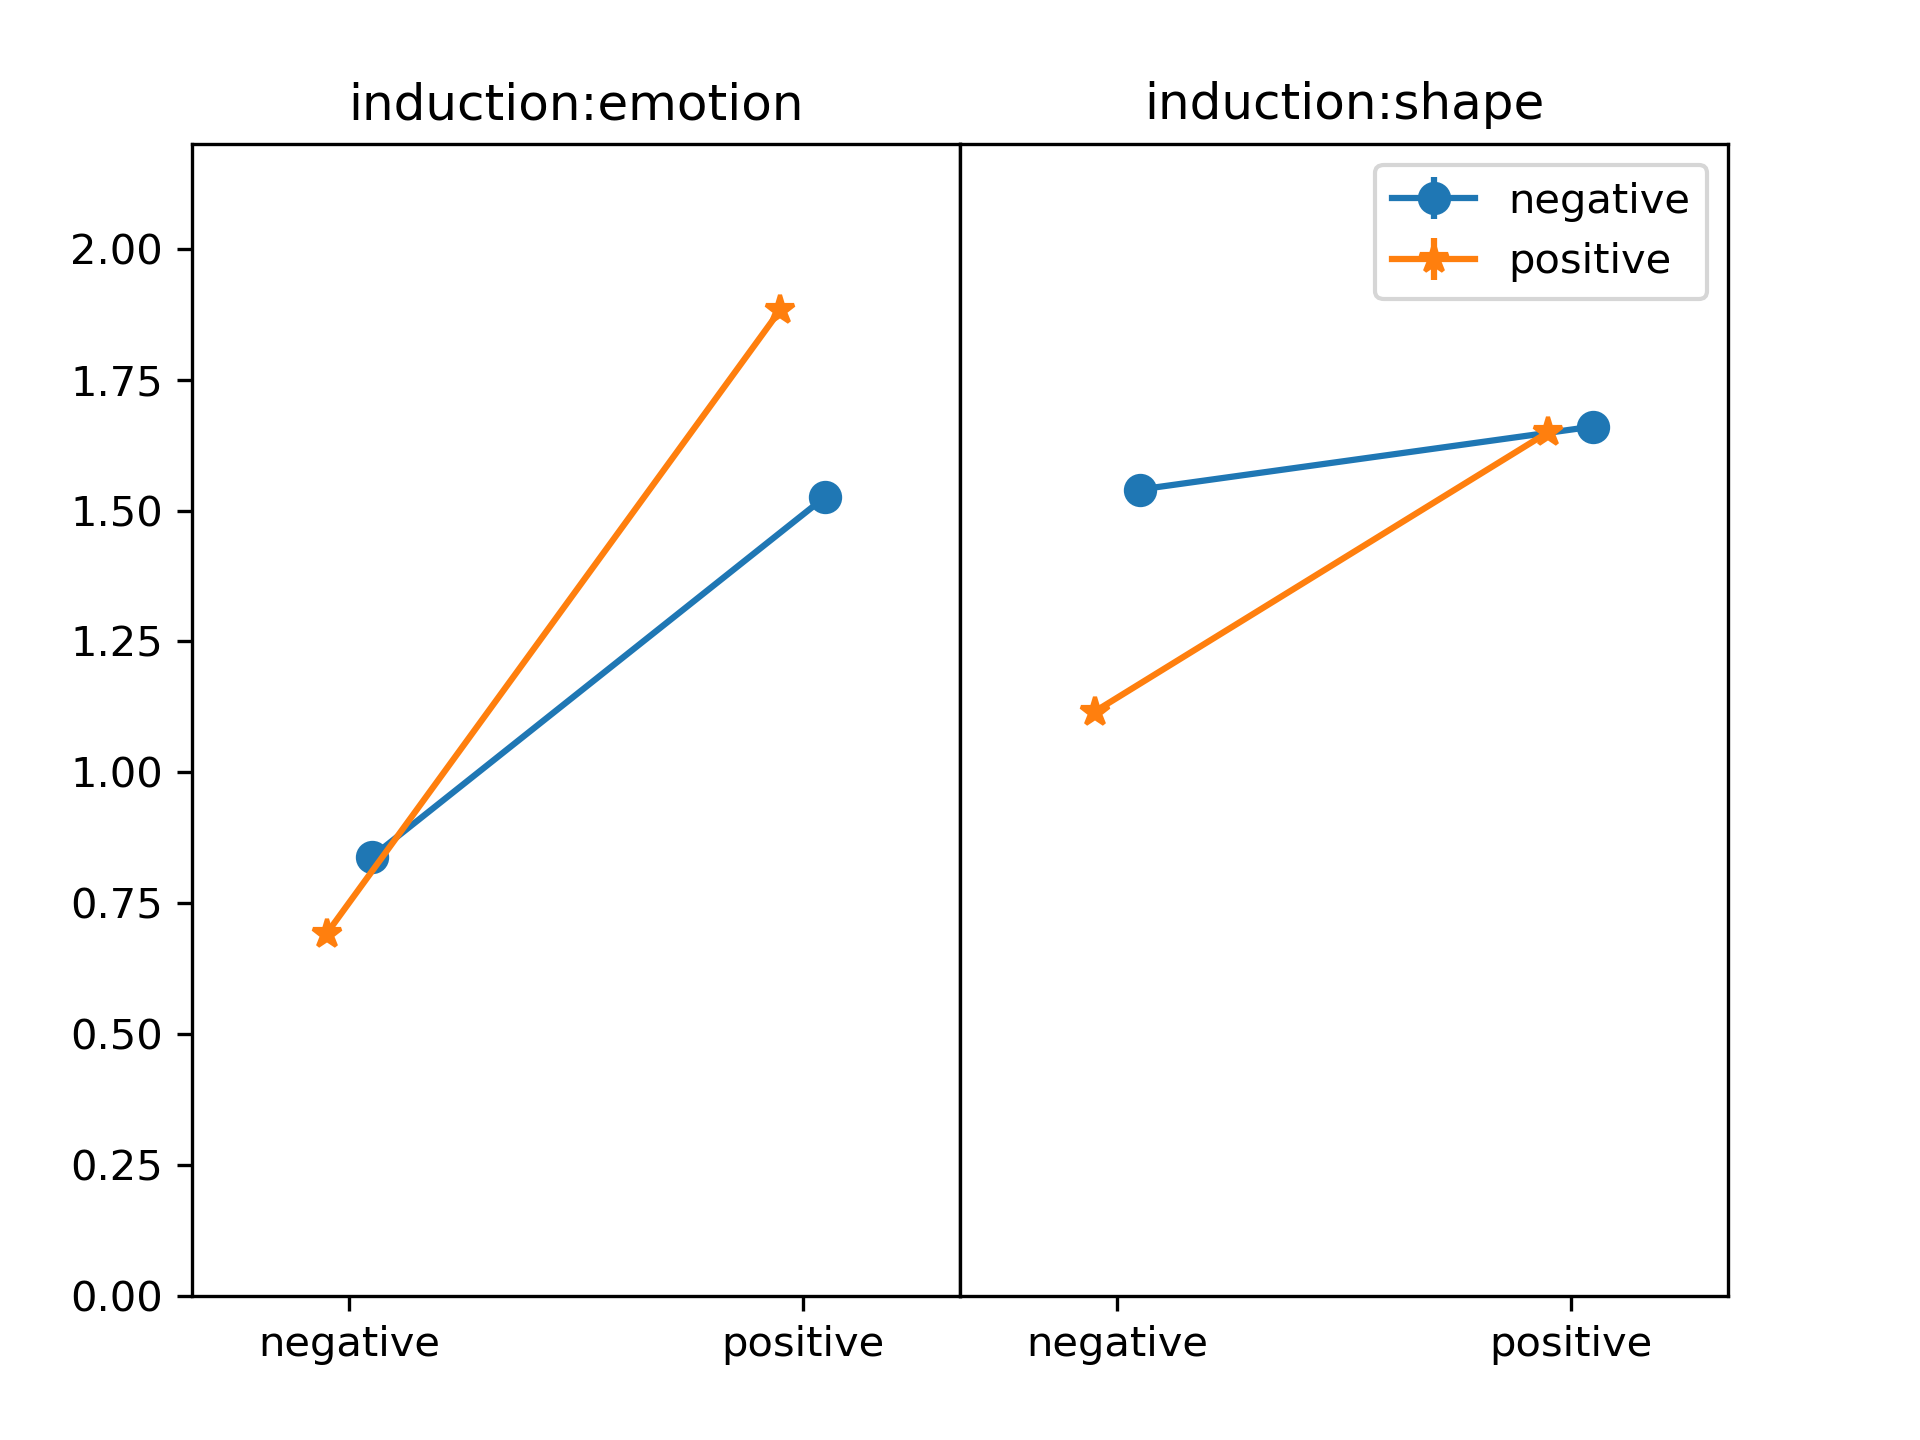 induction:emotion
induction:shape
negative
positive
2.00
1.75
1.50
1.25
1.00
0.75
0.50
0.25
0.00
negative
positive
negative
positive